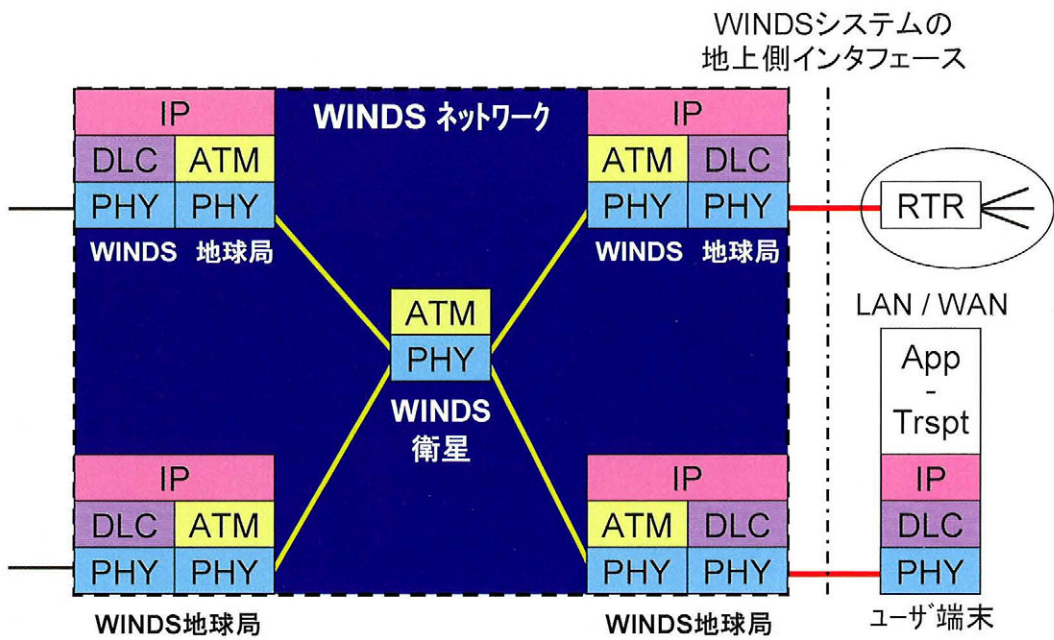 WINDSシステムの
地上側インタフェース
WINDS ネットワーク
IP
DLC ATM
PHY PHY
WINDS 地球局
IP
ATM DLC
PHY PHY
WINDS 地球局
RTR
LAN / WAN
ATM
PHY
WINDS
衛星
IP
DLC ATM
PHY PHY
WINDS地球局
IP
ATM DLC
PHY PHY
WINDS地球局
App
-
Trspt
IP
DLC
PHY
ユーザ端末